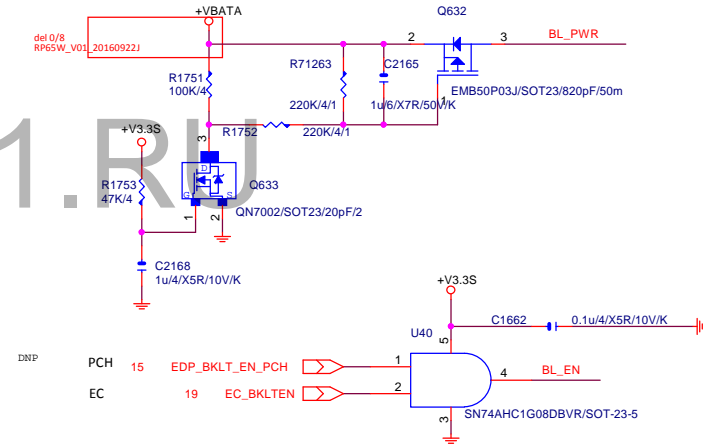 +VBATA
Q632
del 0/8
RP65W_V01_20160922J
2
3
BL_PWR
R1751
100K/4
R71263
C2165
1
EMB50P03J/SOT23/820pF/50m
220K/4/1
1u/6/X7R/50V/K
+V3.3S
R1752
220K/4/1
3
1.RU
D
G
S
Q633
R1753
47K/4
1
2
QN7002/SOT23/20pF/2
C2168
1u/4/X5R/10V/K
+V3.3S
C1662
0.1u/4/X5R/10V/K
U40
5
DNP
PCH
15
EDP_BKLT_EN_PCH
1
4
BL_EN
EC
19
EC_BKLTEN
2
3
SN74AHC1G08DBVR/SOT-23-5